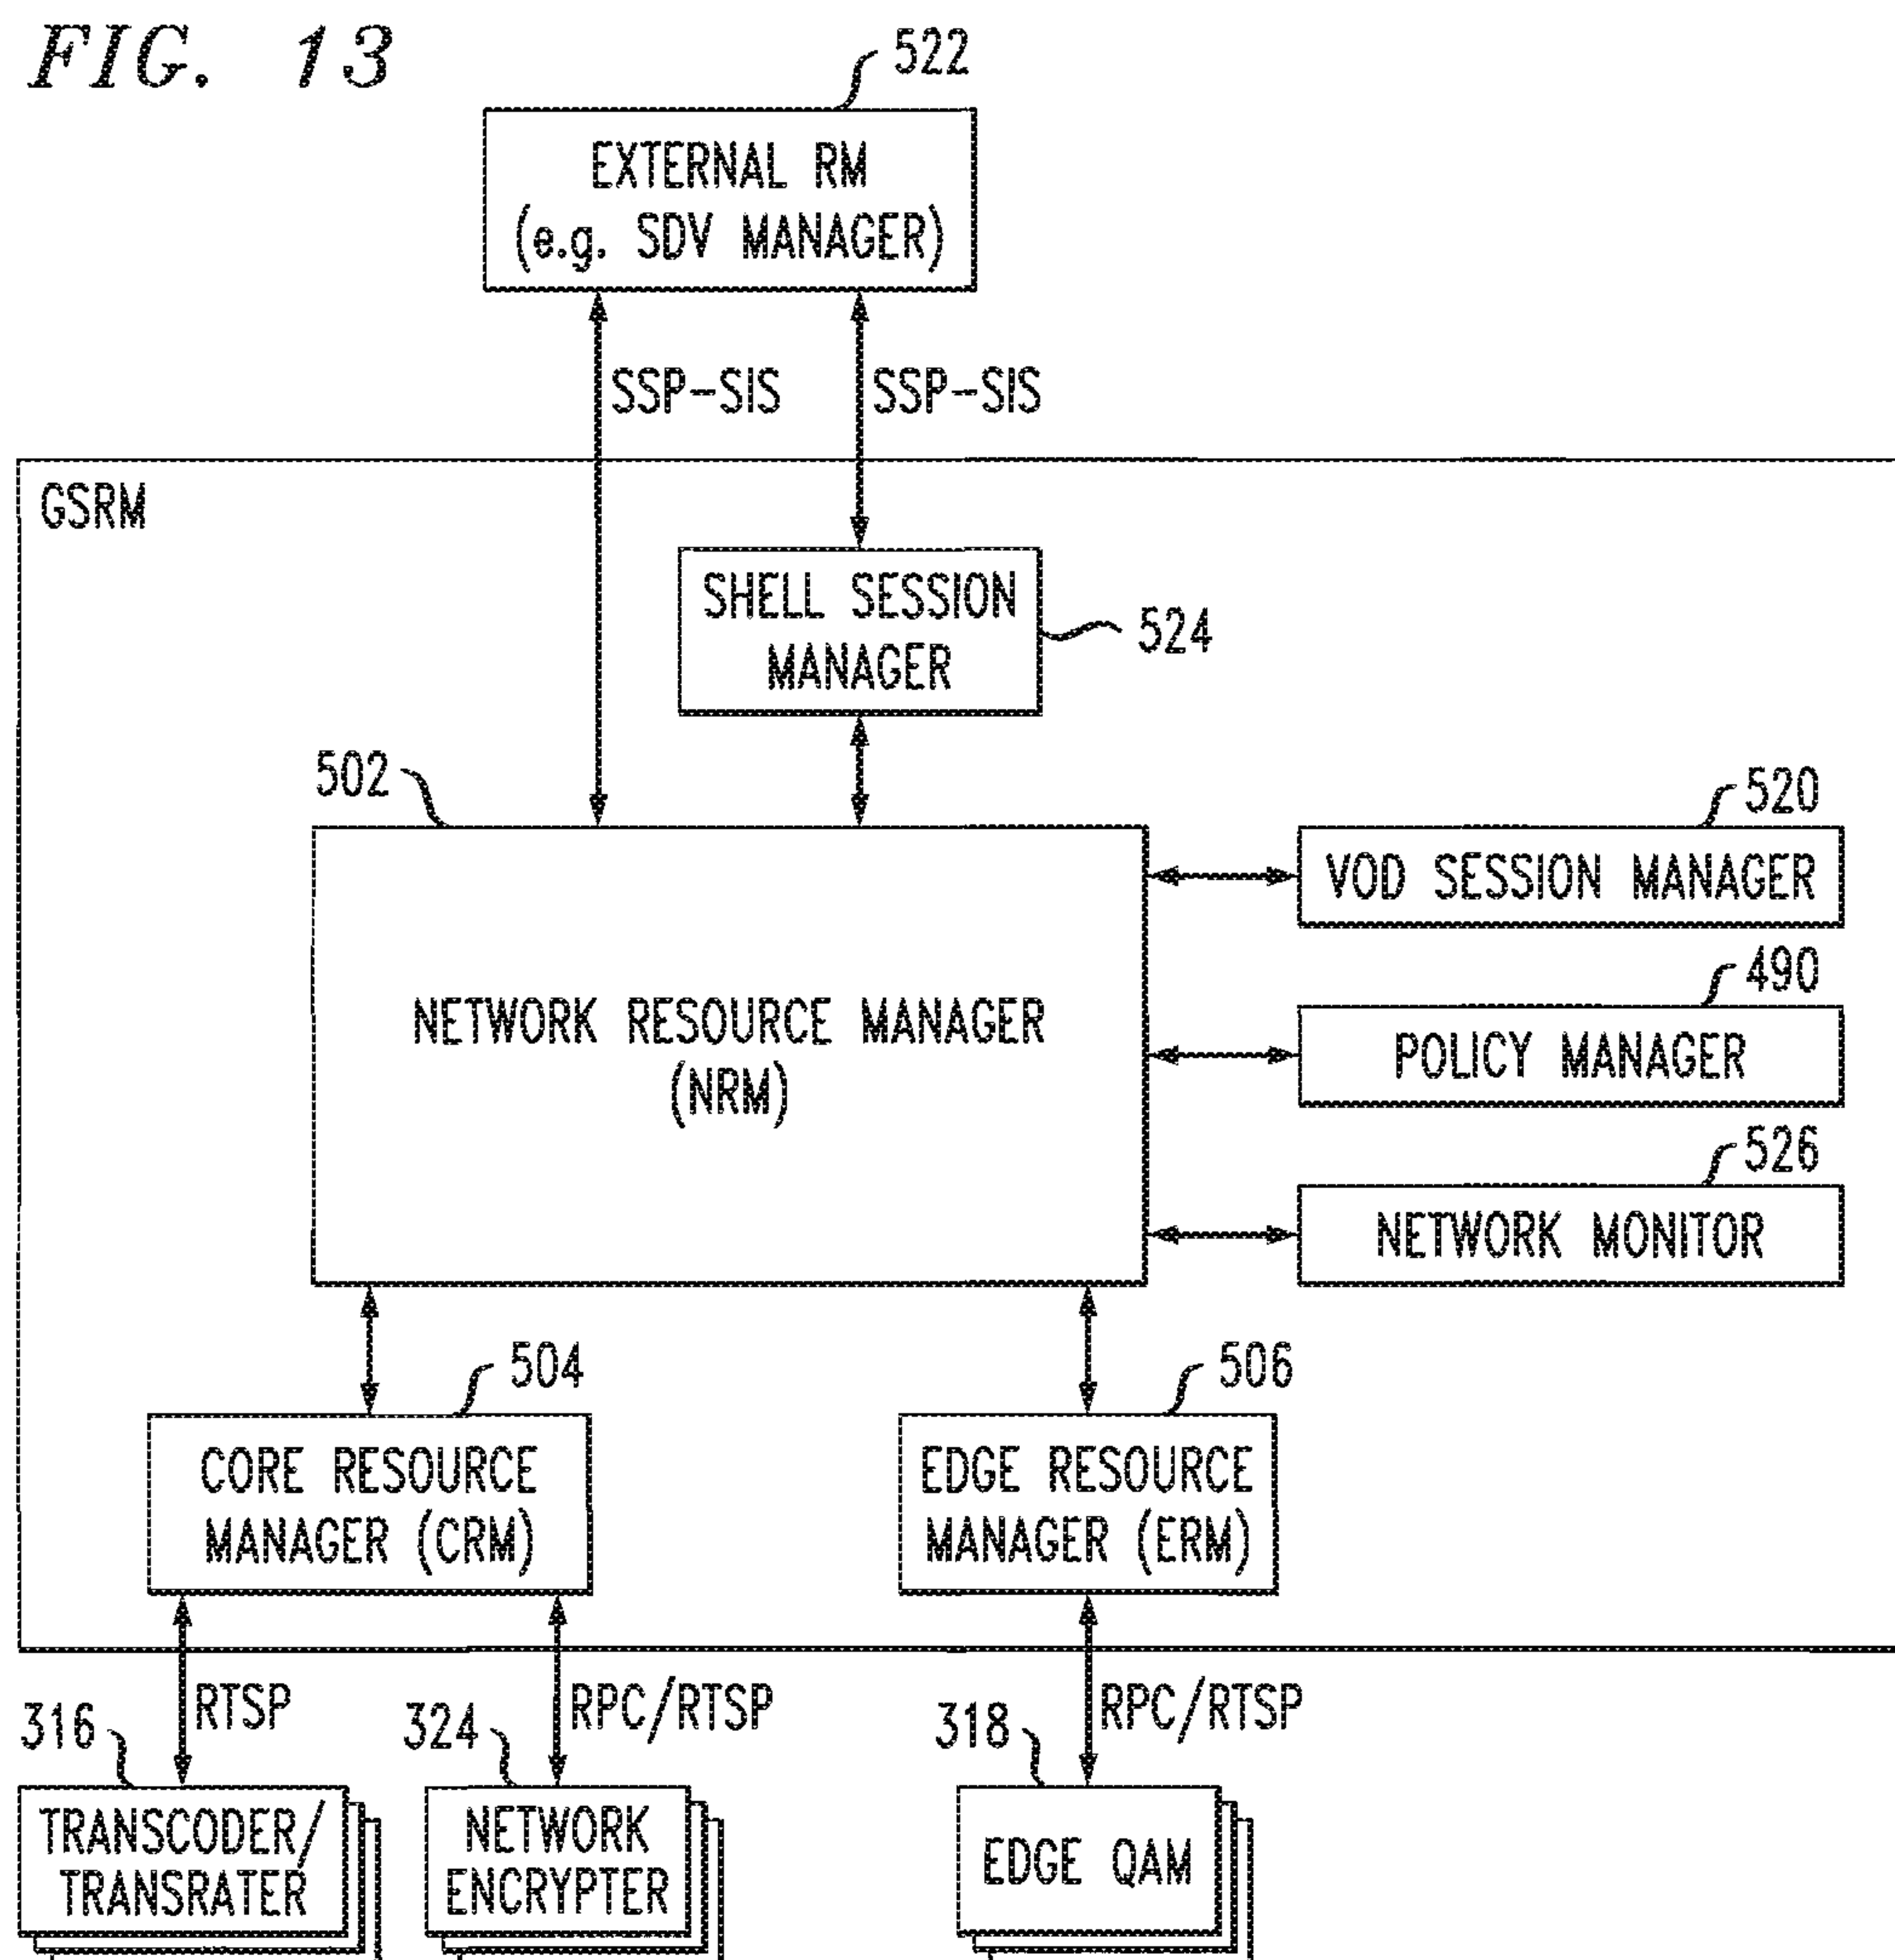 FIG. 13
522
EXTERNAL RM
(e.g. SDV MANAGER)
SSP-SIS
SSP-SIS
GSRM
SHELL SESSION
MANAGER
524
502
520
VOD SESSION MANAGER
490
NETWORK RESOURCE MANAGER
(NRM)
POLICY MANAGER
526
NETWORK MONITOR
504
506
CORE RESOURCE
MANAGER (CRM)
EDGE RESOURCE
MANAGER (ERM)
316
RTSP
324
RPC/RTSP
318
RPC/RTSP
TRANSCODER/
TRANSRATER
NETWORK
ENCRYPTER
EDGE QAM